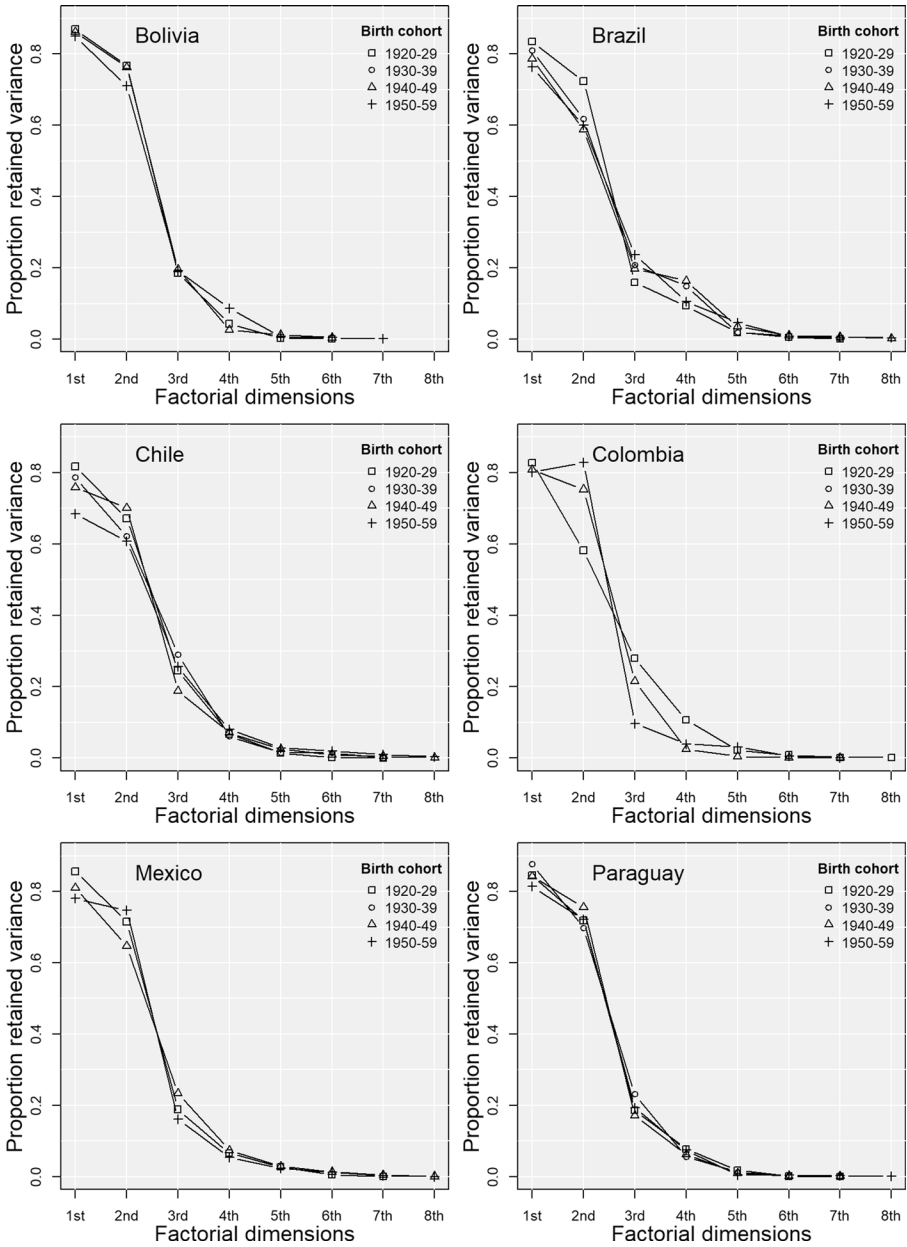 Bolivia
Birth cohort
1920-29
1930-39
1940-49
1950-59
Proportion retained variance
0.0 0.2 0.4 0.6 0.8
1st 2nd 3rd 4th 5th 6th 7th 8th
Factorial dimensions
Brazil
Birth cohort
1920-29
1930-39
1940-49
1950-59
Proportion retained variance
0.0 0.2 0.4 0.6 0.8
1st 2nd 3rd 4th 5th 6th 7th 8th
Factorial dimensions
Chile
Birth cohort
1920-29
1930-39
1940-49
1950-59
Proportion retained variance
0.0 0.2 0.4 0.6 0.8
1st 2nd 3rd 4th 5th 6th 7th 8th
Factorial dimensions
Colombia
Birth cohort
1920-29
1930-39
1940-49
1950-59
Proportion retained variance
0.0 0.2 0.4 0.6 0.8
1st 2nd 3rd 4th 5th 6th 7th 8th
Factorial dimensions
Mexico
Birth cohort
1920-29
1930-39
1940-49
1950-59
Proportion retained variance
0.0 0.2 0.4 0.6 0.8
1st 2nd 3rd 4th 5th 6th 7th 8th
Factorial dimensions
Paraguay
Birth cohort
1920-29
1930-39
1940-49
1950-59
Proportion retained variance
0.0 0.2 0.4 0.6 0.8
1st 2nd 3rd 4th 5th 6th 7th 8th
Factorial dimensions